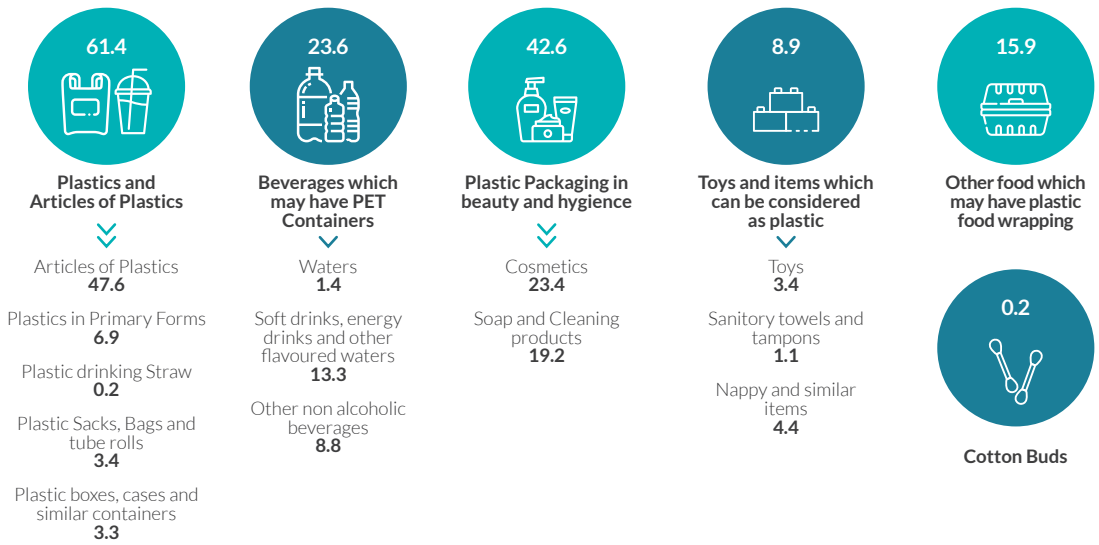 61.4
Plastics and
Articles of Plastics
Articles of Plastics
47.6
Plastics in Primary Forms
6.9
Plastic drinking Straw
0.2
Plastic Sacks, Bags and
tube rolls
3.4
Plastic boxes, cases and
similar containers
3.3
23.6
Beverages which
may have PET
Containers
Waters
1.4
Soft drinks, energy
drinks and other
flavoured waters
13.3
Other non alcoholic
beverages
8.8
42.6
Plastic Packaging in
beauty and hygience
Cosmetics
23.4
Soap and Cleaning
products
19.2
8.9
Toys and items which
can be considered
as plastic
Toys
3.4
Sanitory towels and
tampons
1.1
Nappy and similar
items
4.4
15.9
Other food which
may have plastic
food wrapping
0.2
Cotton Buds